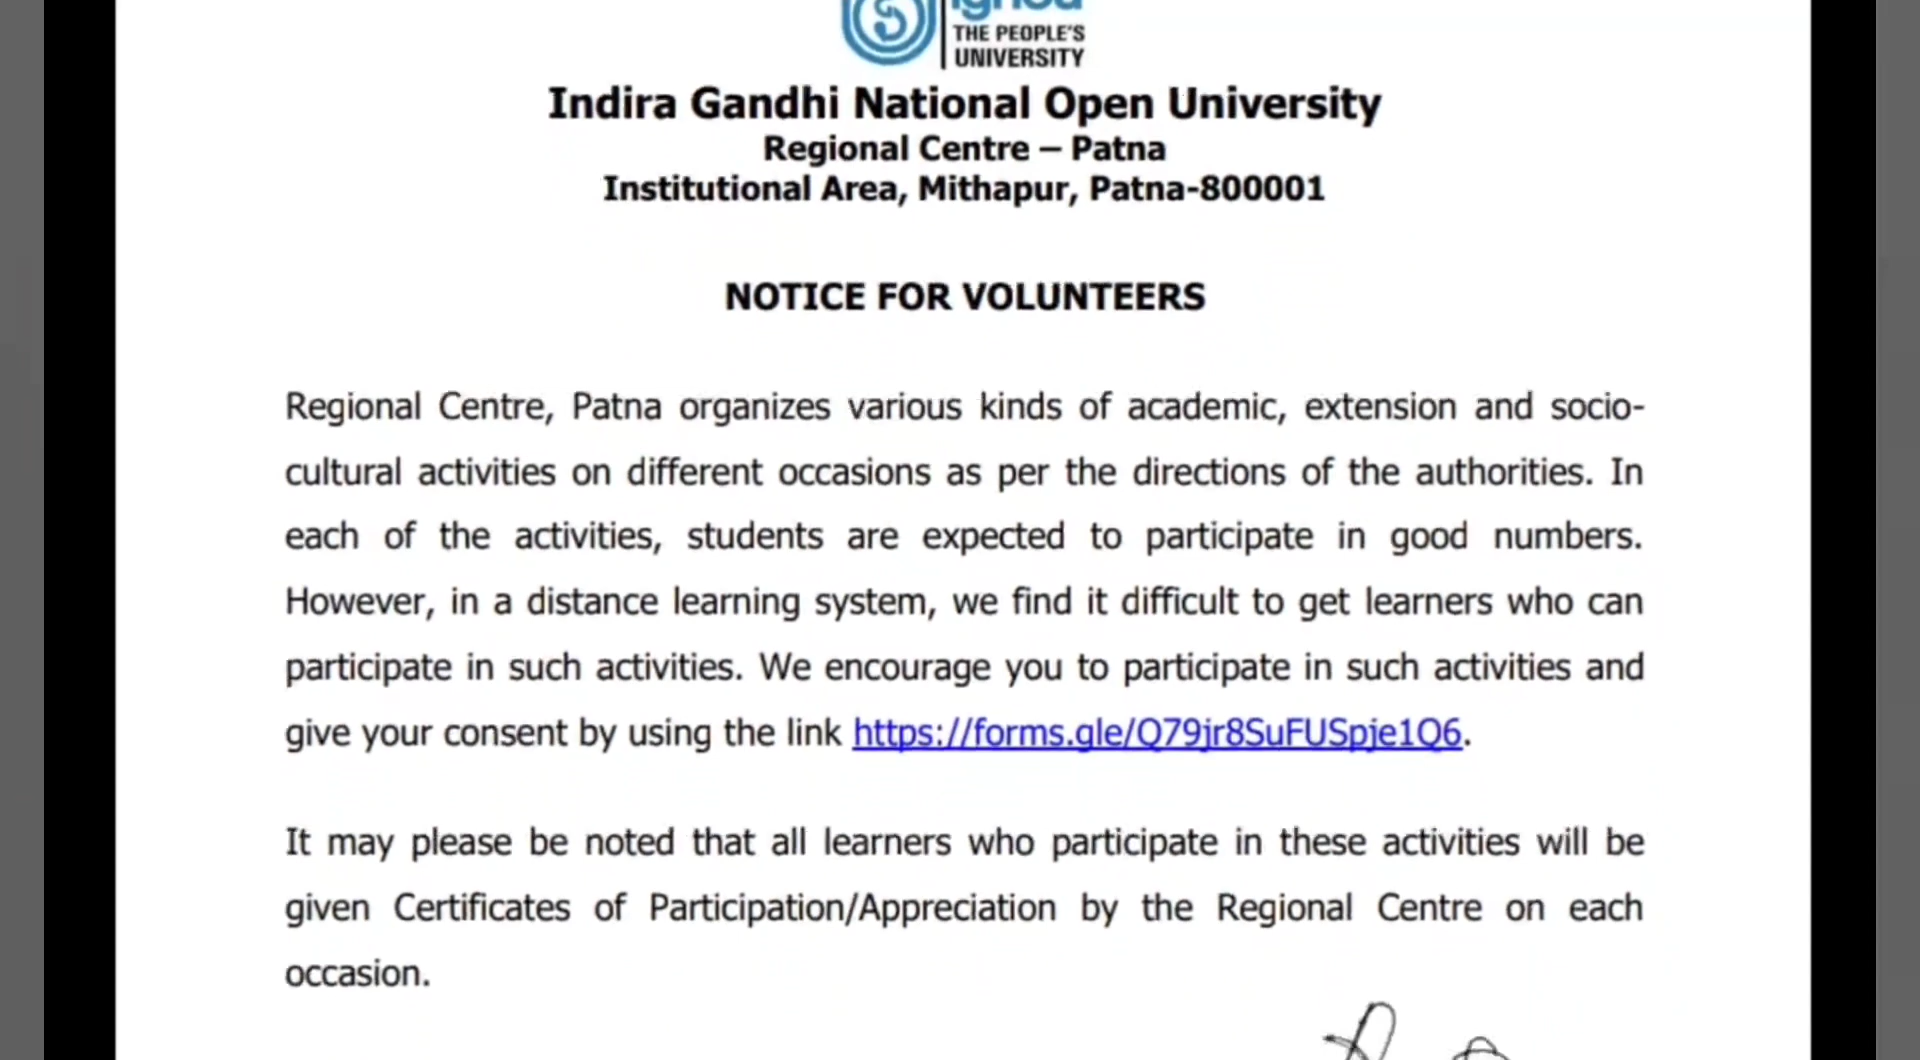 ignou
THE PEOPLE'S
UNIVERSITY
Indira Gandhi National Open University
Regional Centre – Patna
Institutional Area, Mithapur, Patna-800001
NOTICE FOR VOLUNTEERS
Regional Centre, Patna organizes various kinds of academic, extension and socio-
cultural activities on different occasions as per the directions of the authorities. In
each of the activities, students are expected to participate in good numbers.
However, in a distance learning system, we find it difficult to get learners who can
participate in such activities. We encourage you to participate in such activities and
give your consent by using the link https://forms.gle/Q79jr8SuFUSpje1Q6.
It may please be noted that all learners who participate in these activities will be
given Certificates of Participation/Appreciation by the Regional Centre on each
occasion.